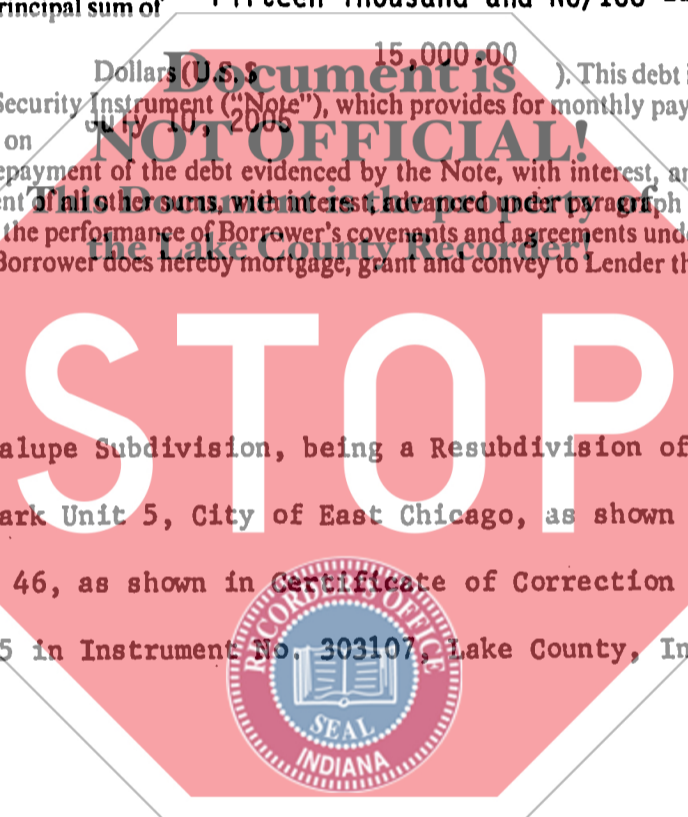 rincipal sum of Fifteen Thousand and No/100
Document is
Dollars (U.S. $ 15,000.00 ). This debt i
Security Instrument ("Note"), which provides for monthly pay
July 10, 2006
NOT OFFICIAL!
on
epayment of the debt evidenced by the Note, with interest, an
This Document is the property of
nt of all other sums, with interest, advanced under paragraph
the performance of Borrower's covenants and agreements und
the Lake County Recorder!
Borrower does hereby mortgage, grant and convey to Lender th
STOP
alupe Subdivision, being a Resubdivision of
ark Unit 5, City of East Chicago, as shown
46, as shown in Certificate of Correction
5 in Instrument No. 303107, Lake County, In
RECORDER'S OFFICE
SEAL
INDIANA